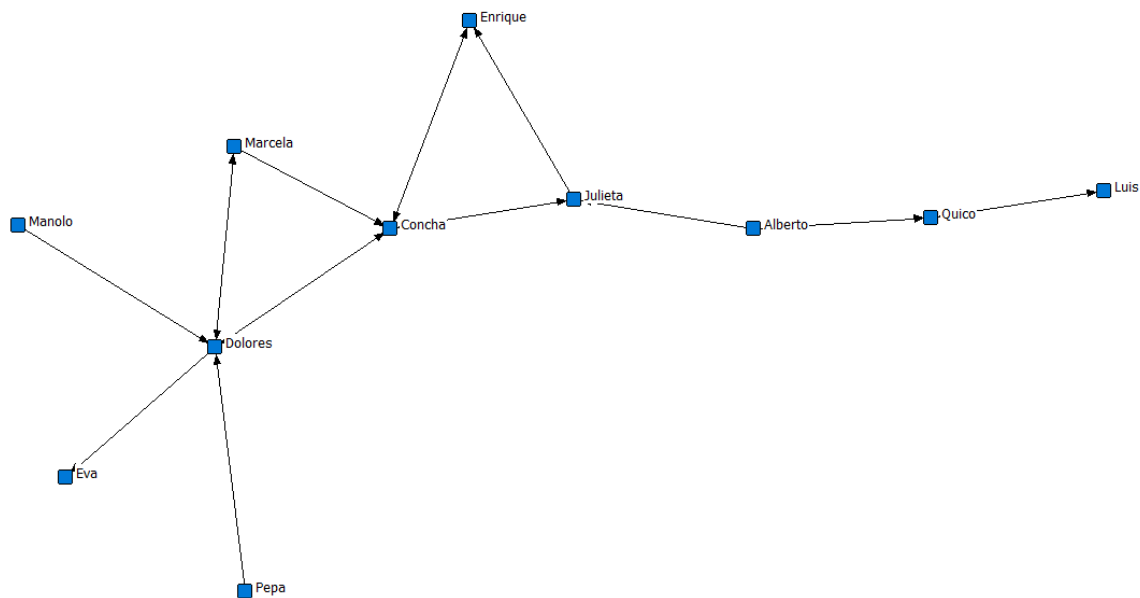 Enrique
Marcela
Luis
Julieta
Quico
Manolo
Concha
Alberto
Dolores
Eva
Pepa